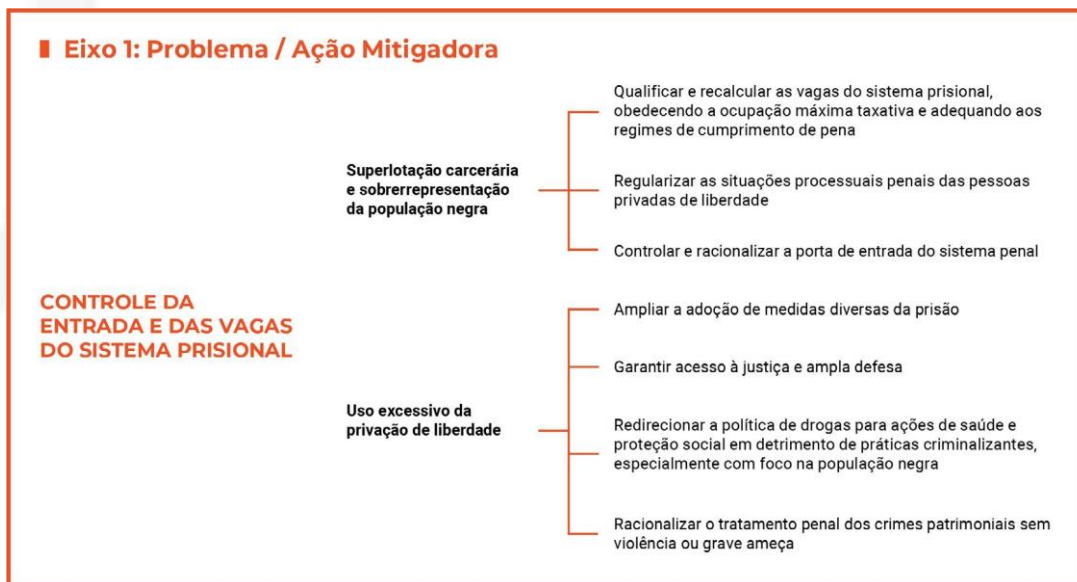 Eixo 1: Problema / Ação Mitigadora
CONTROLE DA
ENTRADA E DAS VAGAS
DO SISTEMA PRISIONAL
Superlotação carcerária
e sobrerrepresentação
da população negra
Qualificar e recalcular as vagas do sistema prisional,
obedecendo a ocupação máxima taxativa e adequando aos
regimes de cumprimento de pena
Regularizar as situações processuais penais das pessoas
privadas de liberdade
Controlar e racionalizar a porta de entrada do sistema penal
Uso excessivo da
privação de liberdade
Ampliar a adoção de medidas diversas da prisão
Garantir acesso à justiça e ampla defesa
Redirecionar a política de drogas para ações de saúde e
proteção social em detrimento de práticas criminalizantes,
especialmente com foco na população negra
Racionalizar o tratamento penal dos crimes patrimoniais sem
violência ou grave ameça